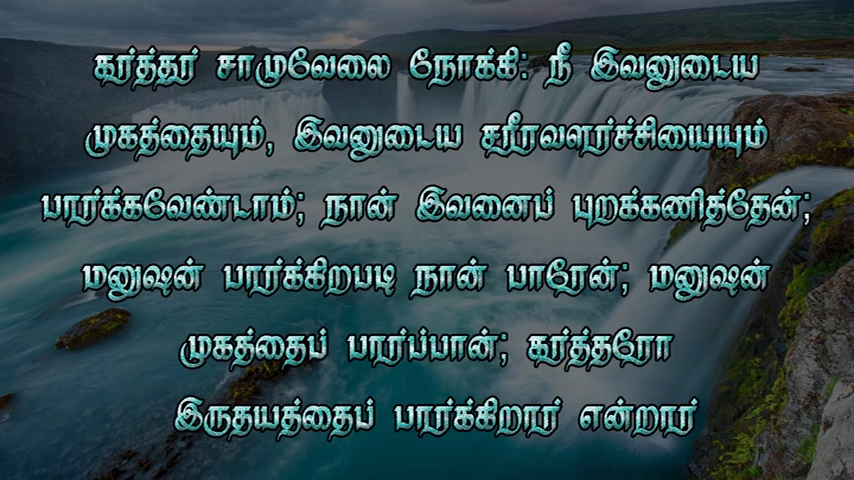 கர்த்தர் சாமுவேலை நோக்கி: நீ இவனுடைய
முகத்தையும், இவனுடைய சரீரவளர்ச்சியையும்
பார்க்கவேண்டாம்; நான் இவனைப் புறக்கணித்தேன்;
மனுஷன் பார்க்கிறபடி நான் பாரேன்; மனுஷன்
முகத்தைப் பார்ப்பான்; கர்த்தரோ
இருதயத்தைப் பார்க்கிறார் என்றார்